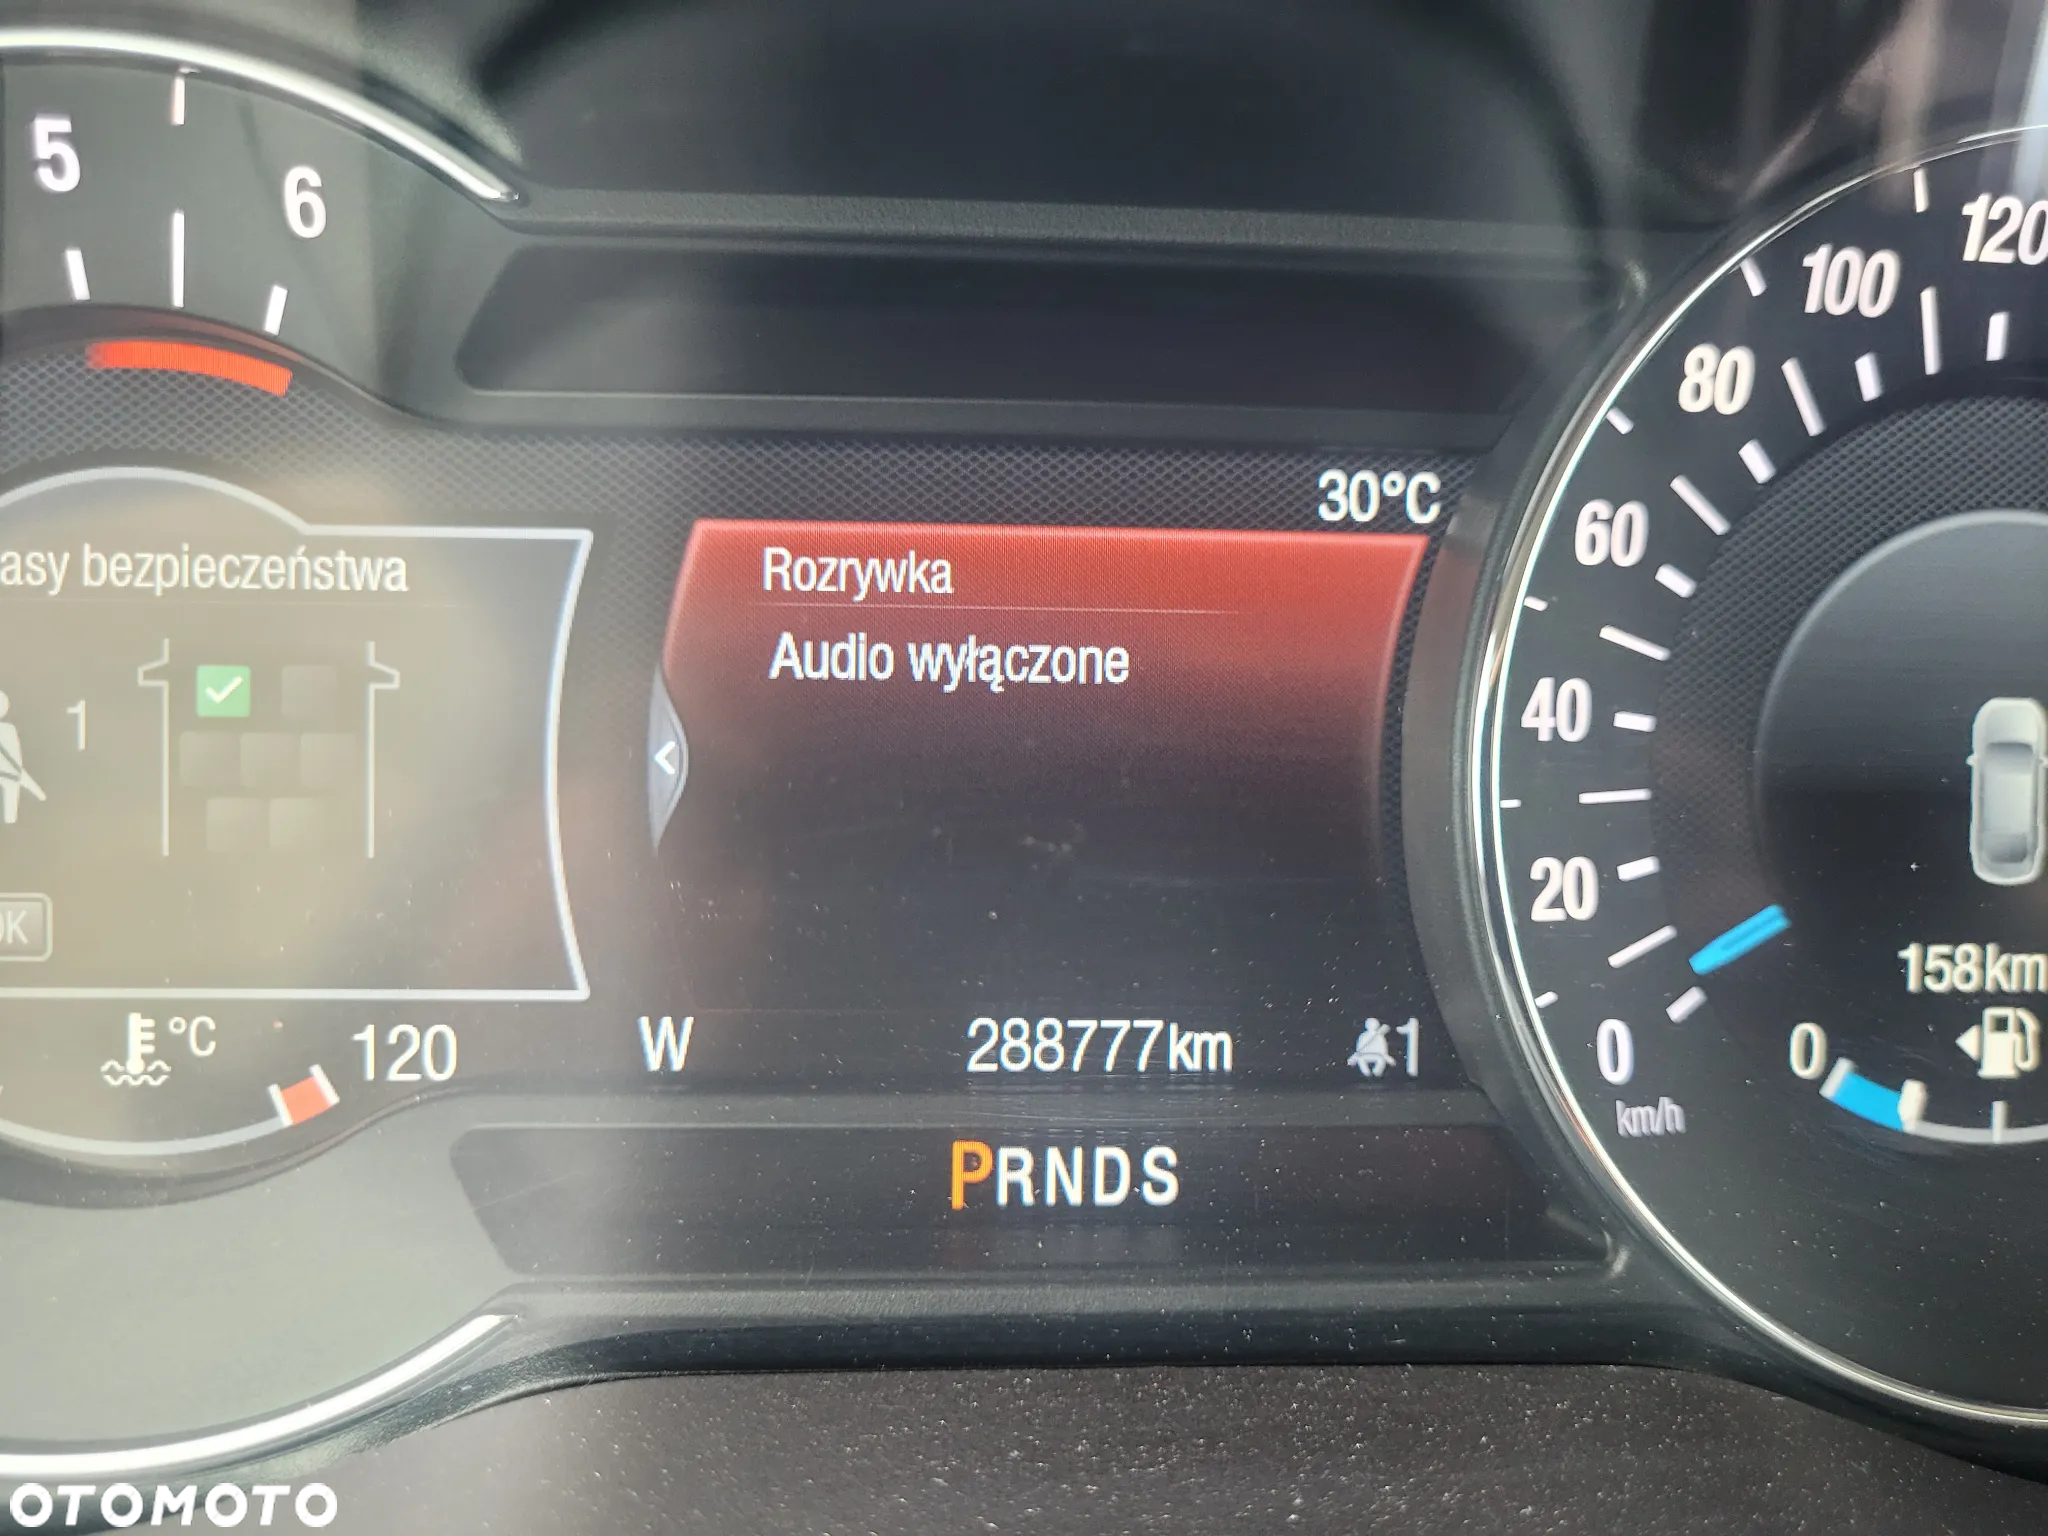 5
6
120
100
80
60
40
20
0
km/h
30°C
asy bezpieczeństwa
1
OK
Rozrywka
Audio wyłączone
158km
°C
120
W
288777km
1
0
PRNDS
OTOMOTO